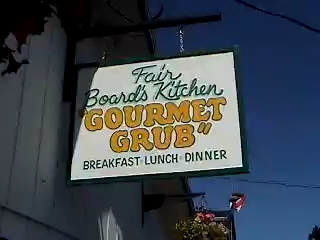 Fair
Board's Kitchen
"GOURMET
GRUB"
BREAKFAST · LUNCH · DINNER